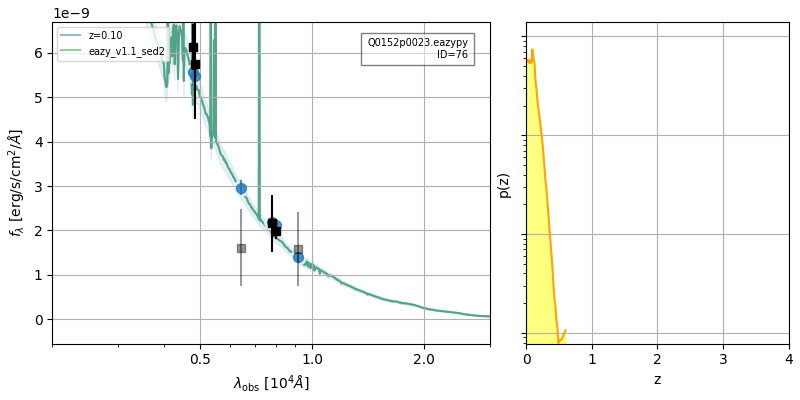 1e−9
z=0.10
eazy_v1.1_sed2
Q0152p0023.eazypy
ID=76
6
5
4
3
2
1
0
f_λ [erg/s/cm²/Å]
0.5
1.0
2.0
λ_obs [10⁴Å]
p(z)
0
1
2
3
4
z